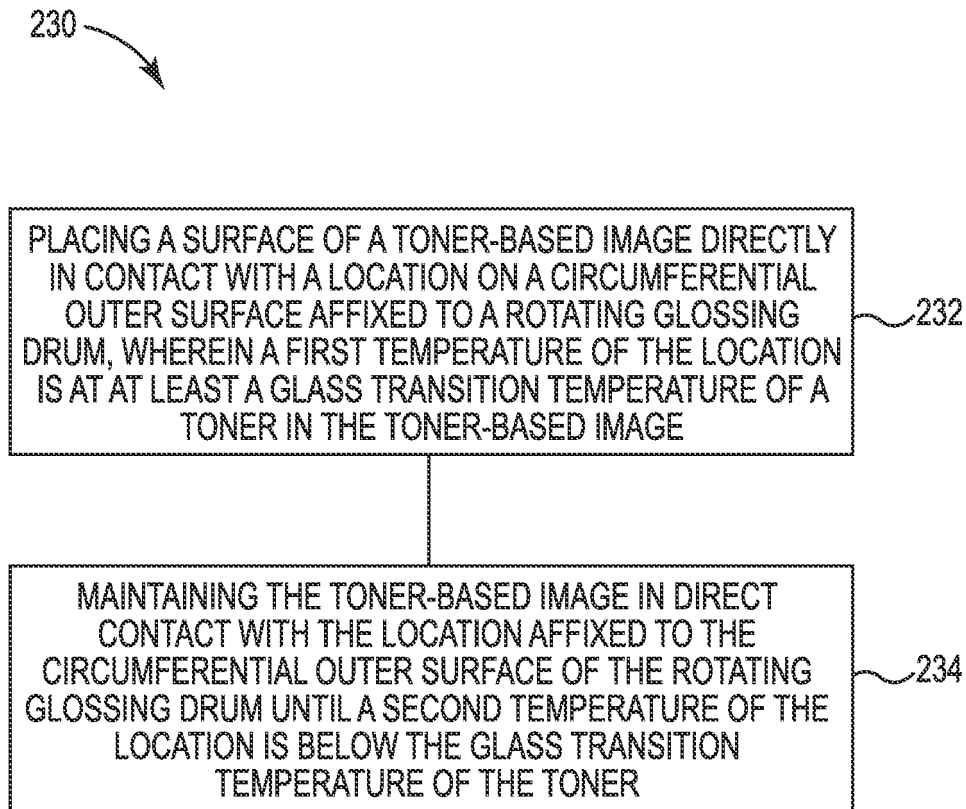 230
PLACING A SURFACE OF A TONER-BASED IMAGE DIRECTLY
IN CONTACT WITH A LOCATION ON A CIRCUMFERENTIAL
OUTER SURFACE AFFIXED TO A ROTATING GLOSSING
DRUM, WHEREIN A FIRST TEMPERATURE OF THE LOCATION
IS AT AT LEAST A GLASS TRANSITION TEMPERATURE OF A
TONER IN THE TONER-BASED IMAGE
232
MAINTAINING THE TONER-BASED IMAGE IN DIRECT
CONTACT WITH THE LOCATION AFFIXED TO THE
CIRCUMFERENTIAL OUTER SURFACE OF THE ROTATING
GLOSSING DRUM UNTIL A SECOND TEMPERATURE OF THE
LOCATION IS BELOW THE GLASS TRANSITION
TEMPERATURE OF THE TONER
234